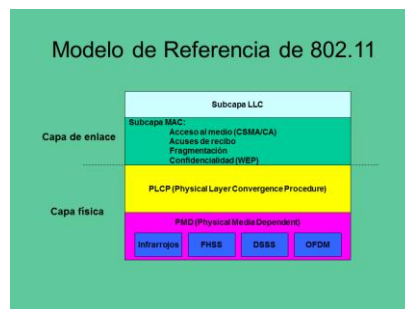 Modelo de Referencia de 802.11
Subcapa LLC
Capa de enlace
Subcapa MAC:
Acceso al medio (CSMA/CA)
Acuses de recibo
Fragmentación
Confidencialidad (WEP)
Capa física
PLCP (Physical Layer Convergence Procedure)
PMD (Physical Media Dependent)
Infrarrojos
FHSS
DSSS
OFDM